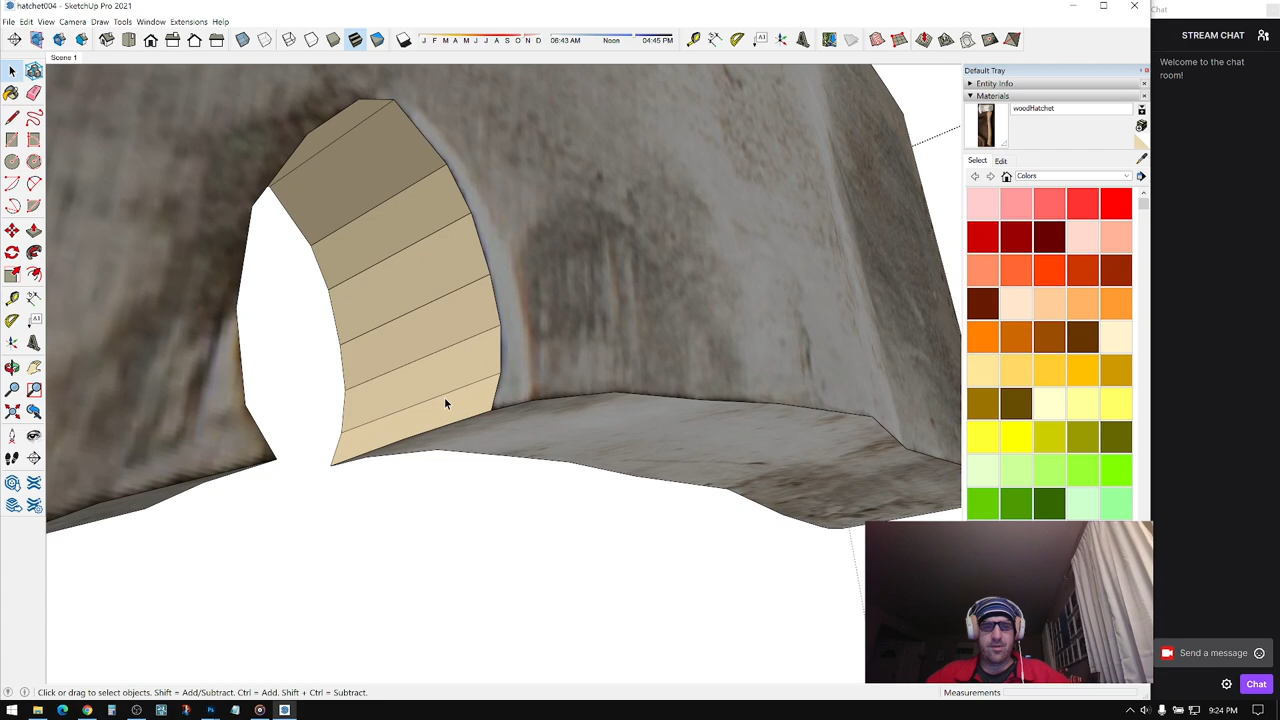 hatchet004 - SketchUp Pro 2021
File Edit View Camera Draw Tools Window Extensions Help
J F M A M J J A S O N D
06:43 AM Noon 04:45 PM
Scene 1
Default Tray
Entity Info
Materials
woodHatchet
Select Edit
Colors
Click or drag to select objects. Shift = Add/Subtract. Ctrl = Add. Shift + Ctrl = Subtract.
Measurements
Chat
STREAM CHAT
Welcome to the chat
room!
Send a message
Chat
9:24 PM